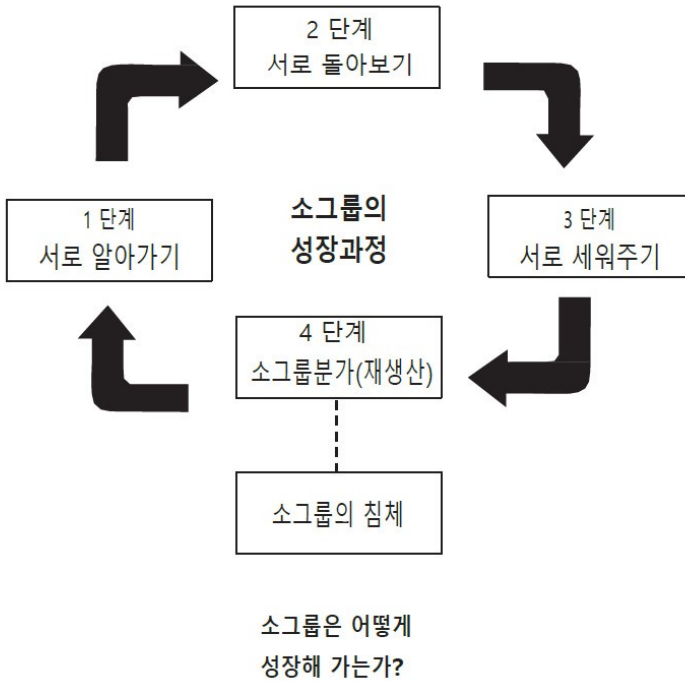 2 단계
서로 돌아보기
1 단계
서로 알아가기
소그룹의
성장과정
3 단계
서로 세워주기
4 단계
소그룹분가(재생산)
소그룹의 침체
소그룹은 어떻게
성장해 가는가?